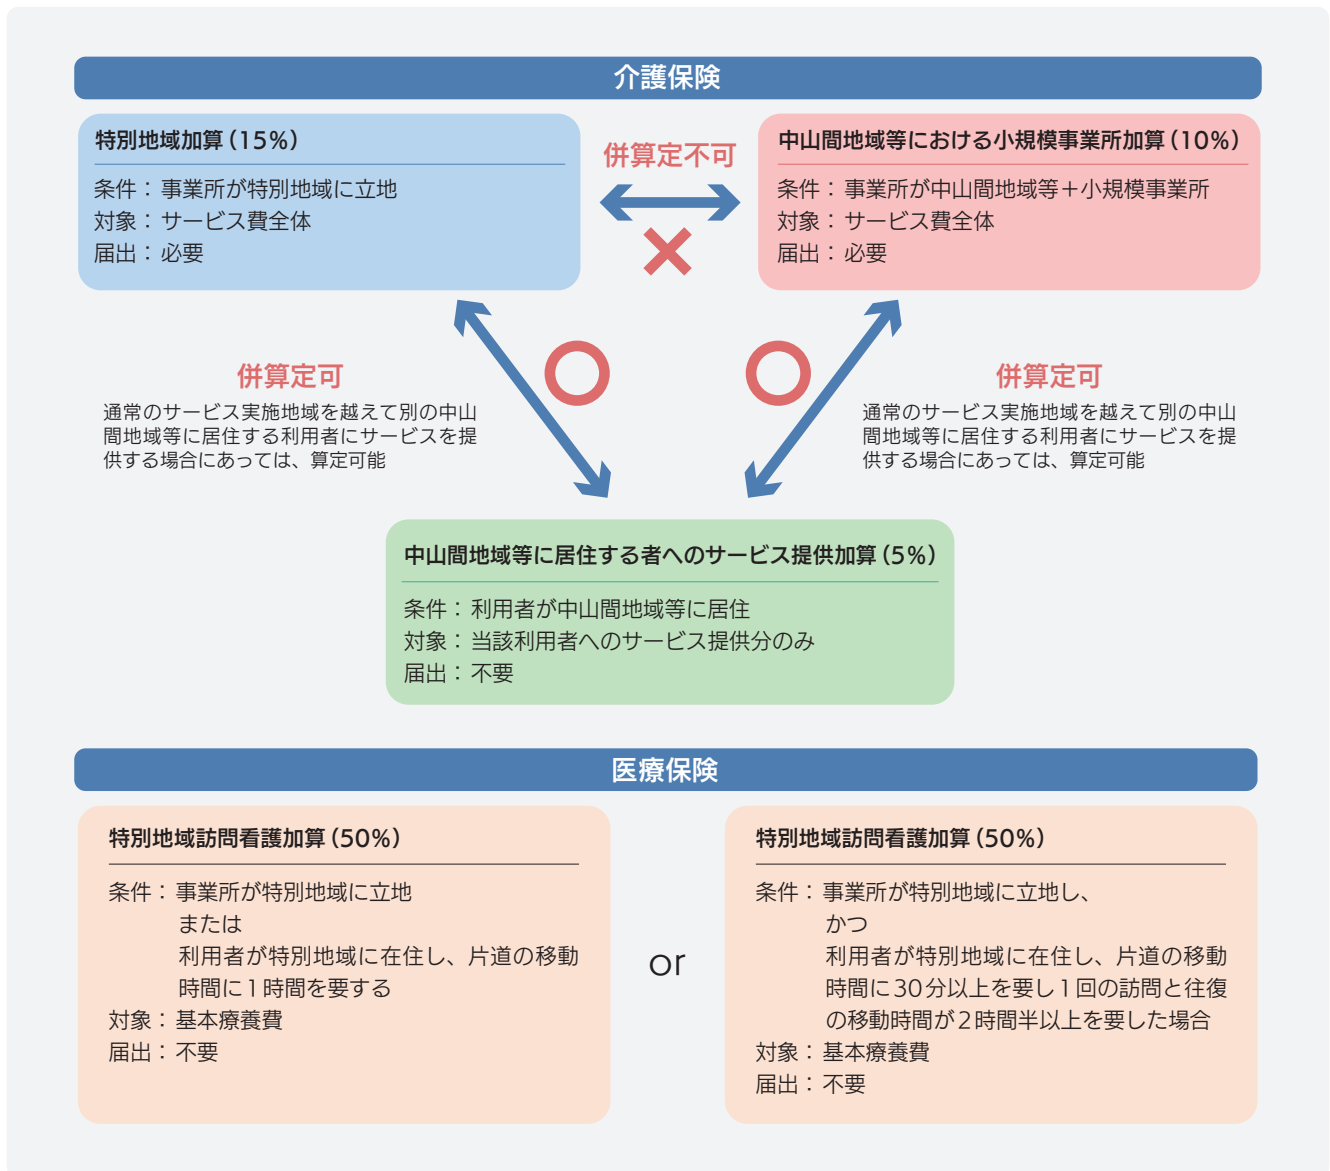 介護保険
特別地域加算（15％）
条件：事業所が特別地域に立地
対象：サービス費全体
届出：必要
併算定不可
中山間地域等における小規模事業所加算（10％）
条件：事業所が中山間地域等＋小規模事業所
対象：サービス費全体
届出：必要
併算定可
通常のサービス実施地域を越えて別の中山
間地域等に居住する利用者にサービスを提
供する場合にあっては、算定可能
併算定可
通常のサービス実施地域を越えて別の中山
間地域等に居住する利用者にサービスを提
供する場合にあっては、算定可能
中山間地域等に居住する者へのサービス提供加算（5％）
条件：利用者が中山間地域等に居住
対象：当該利用者へのサービス提供分のみ
届出：不要
医療保険
特別地域訪問看護加算（50％）
条件：事業所が特別地域に立地
または
利用者が特別地域に在住し、片道の移動
時間に1時間を要する
対象：基本療養費
届出：不要
or
特別地域訪問看護加算（50％）
条件：事業所が特別地域に立地し、
かつ
利用者が特別地域に在住し、片道の移動
時間に30分以上を要し1回の訪問と往復
の移動時間が2時間半以上を要した場合
対象：基本療養費
届出：不要